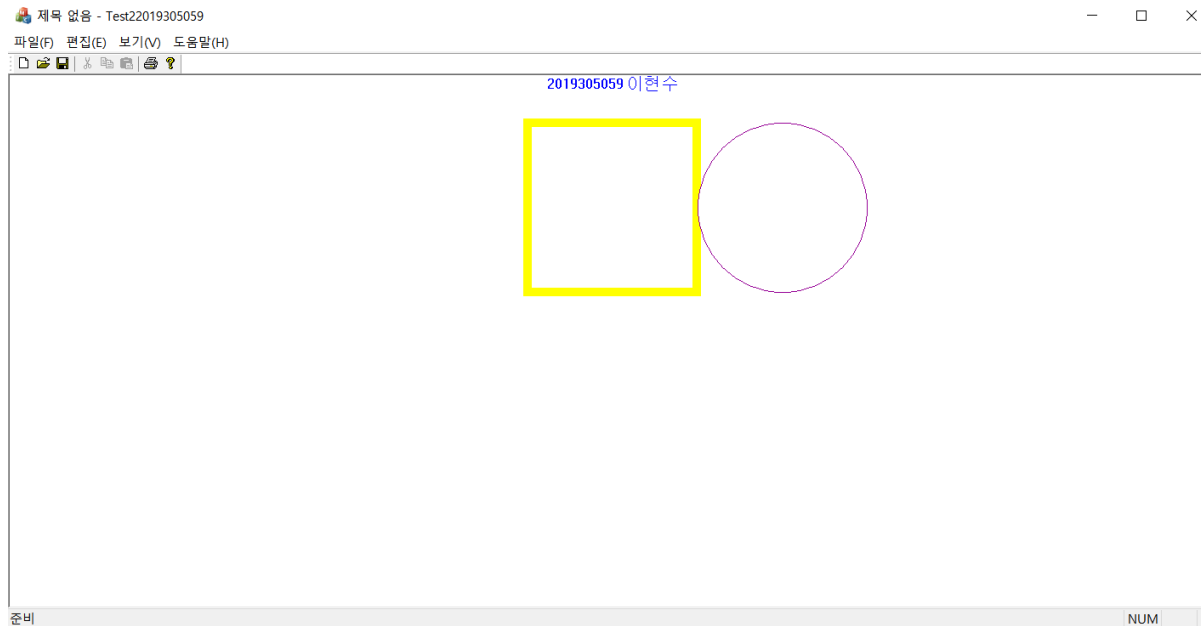 제목 없음 - Test22019305059
파일(F) 편집(E) 보기(V) 도움말(H)
2019305059 이현수
준비
NUM